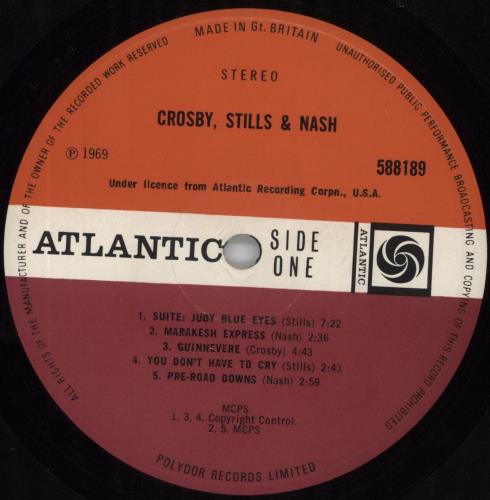 ALL RIGHTS OF THE MANUFACTURER AND OF THE OWNER OF THE RECORDED WORK RESERVED
MADE IN Gt. BRITAIN
UNAUTHORISED PUBLIC PERFORMANCE BROADCASTING AND COPYING OF THIS RECORD PROHIBITED
STEREO
CROSBY, STILLS & NASH
℗ 1969
588189
Under licence from Atlantic Recording Corpn., U.S.A.
ATLANTIC
SIDE
ONE
ATLANTIC
1. SUITE: JUDY BLUE EYES (Stills) 7:22
2. MARAKESH EXPRESS (Nash) 2:36
3. GUINNEVERE (Crosby) 4:43
4. YOU DON'T HAVE TO CRY (Stills) 2:43
5. PRE-ROAD DOWNS (Nash) 2:59
MCPS
1. 3, 4. Copyright Control.
2, 5. MCPS
POLYDOR RECORDS LIMITED